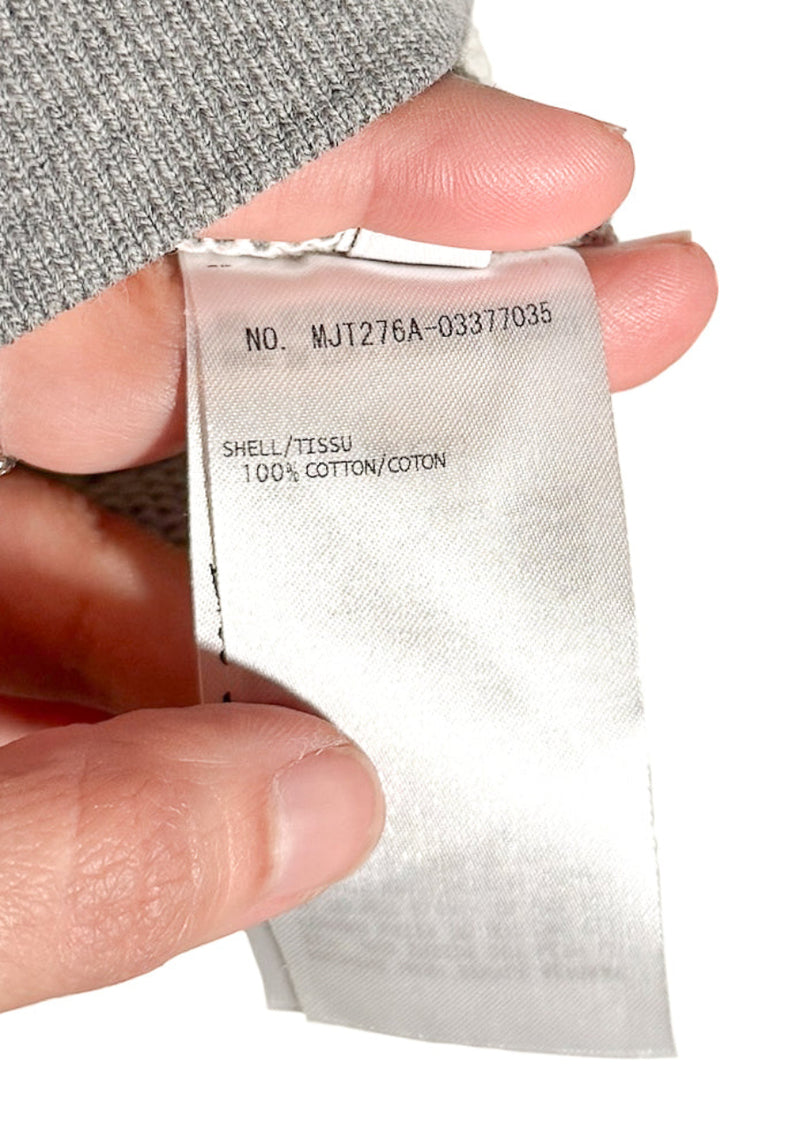 NO. MJT276A-03377035
SHELL/TISSU
100% COTTON/COTON